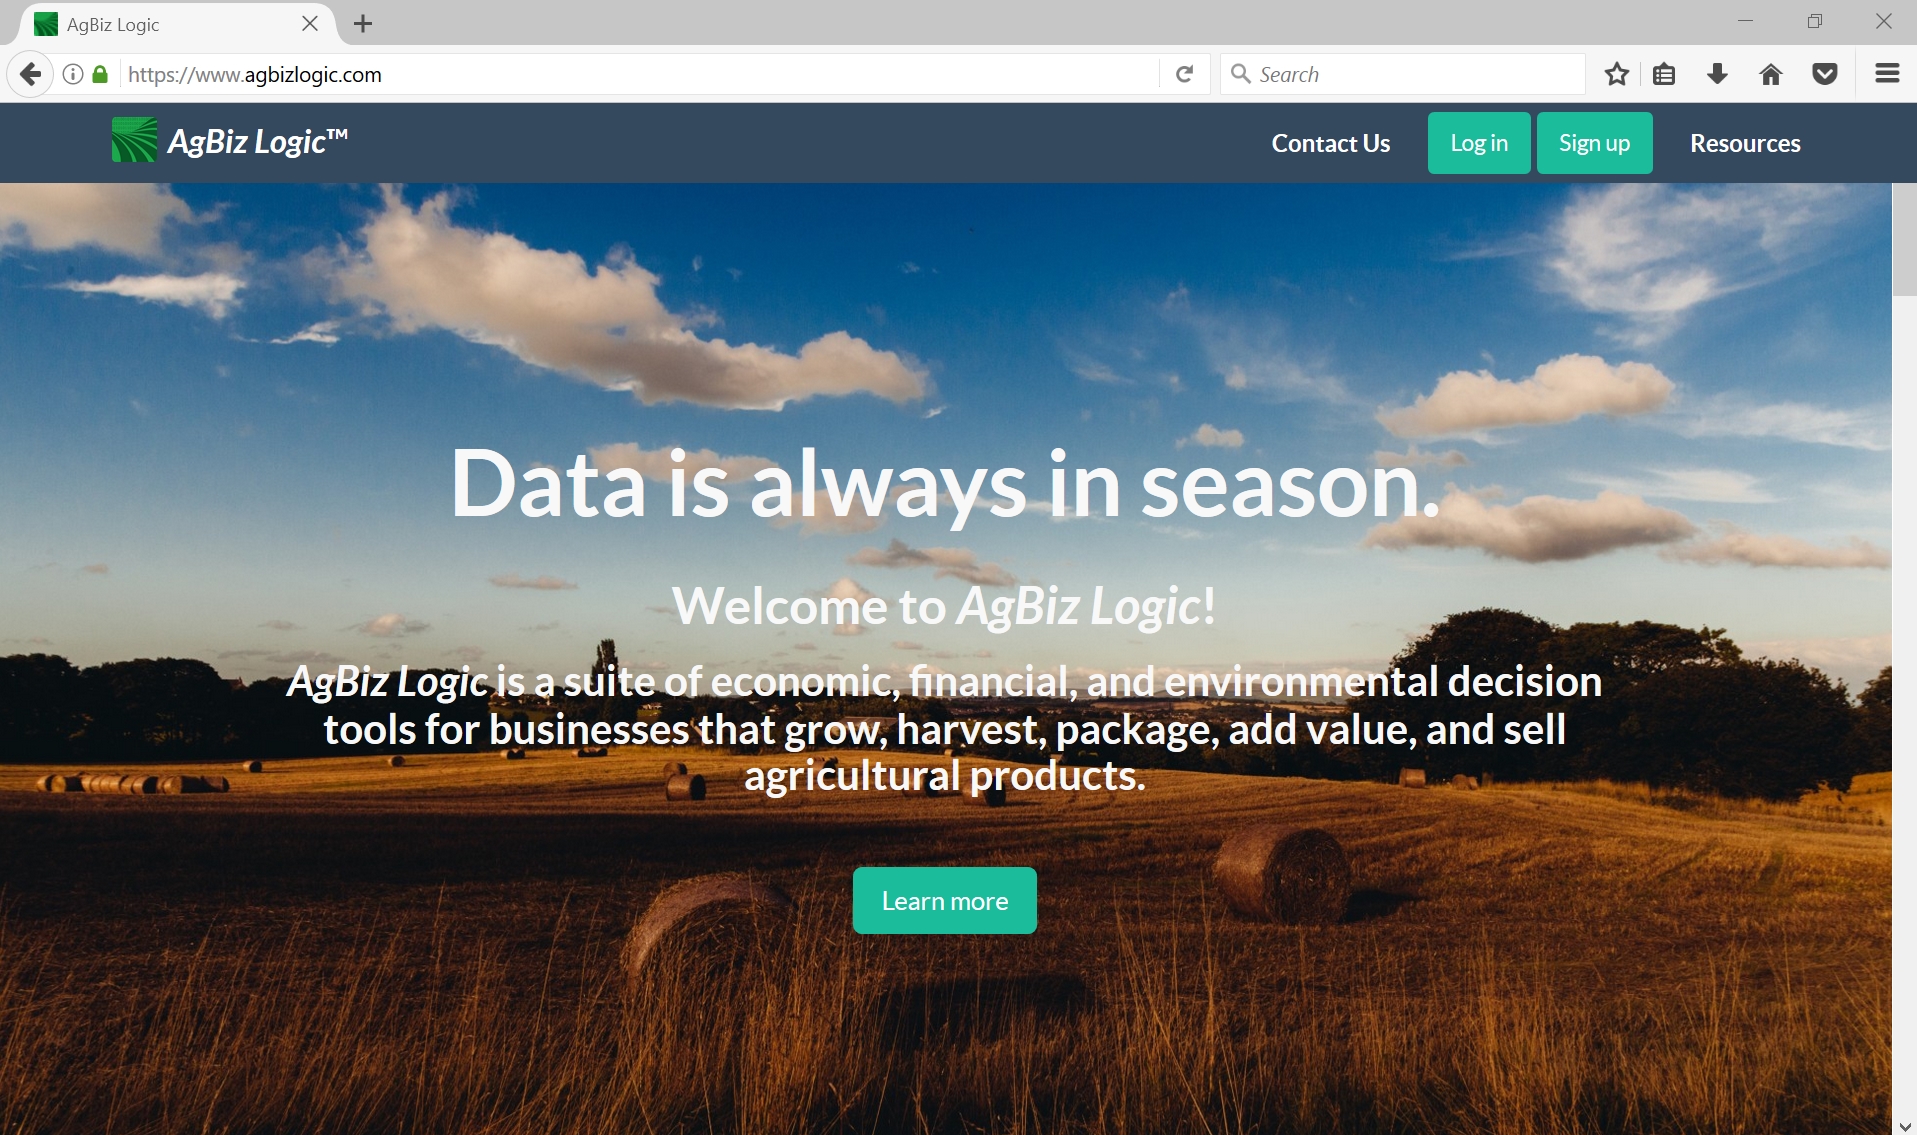 AgBiz Logic
https://www.agbizlogic.com
Search
AgBiz Logic™
Contact Us
Log in
Sign up
Resources
Data is always in season.
Welcome to AgBiz Logic!
AgBiz Logic is a suite of economic, financial, and environmental decision
tools for businesses that grow, harvest, package, add value, and sell
agricultural products.
Learn more